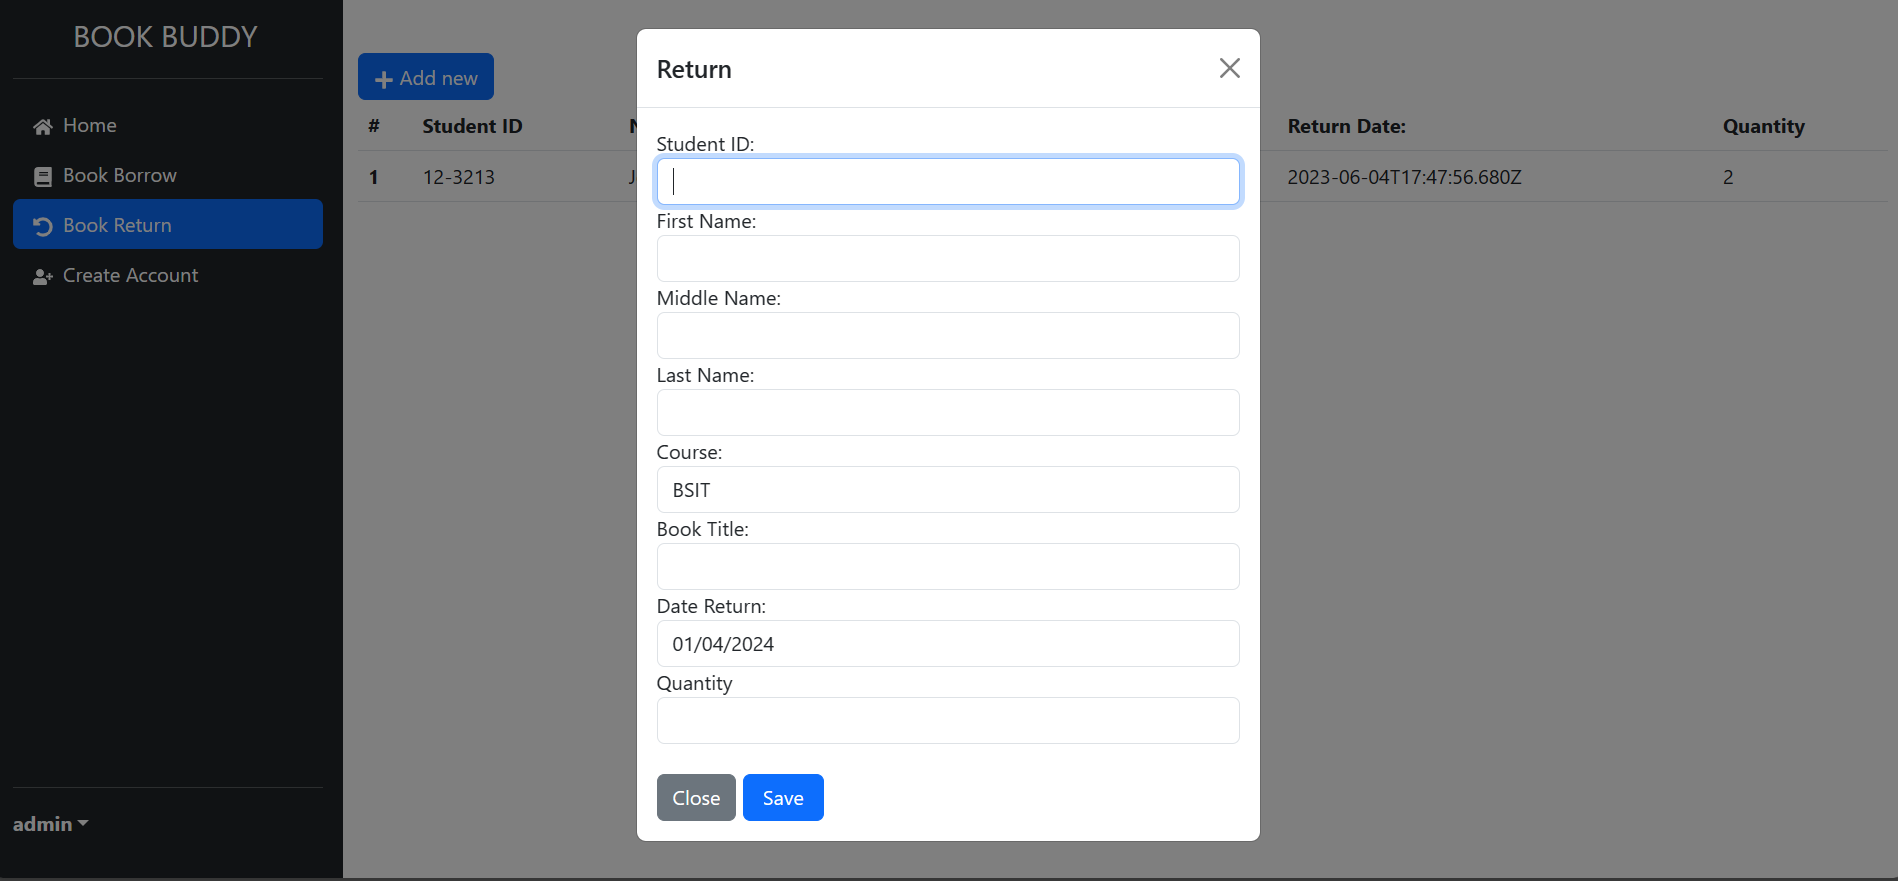 BOOK BUDDY
Home
Book Borrow
Book Return
Create Account
admin
Add new
# Student ID Return Date: Quantity
1 12-3213 2023-06-04T17:47:56.680Z 2
Return
Student ID:
First Name:
Middle Name:
Last Name:
Course:
BSIT
Book Title:
Date Return:
01/04/2024
Quantity
Close Save